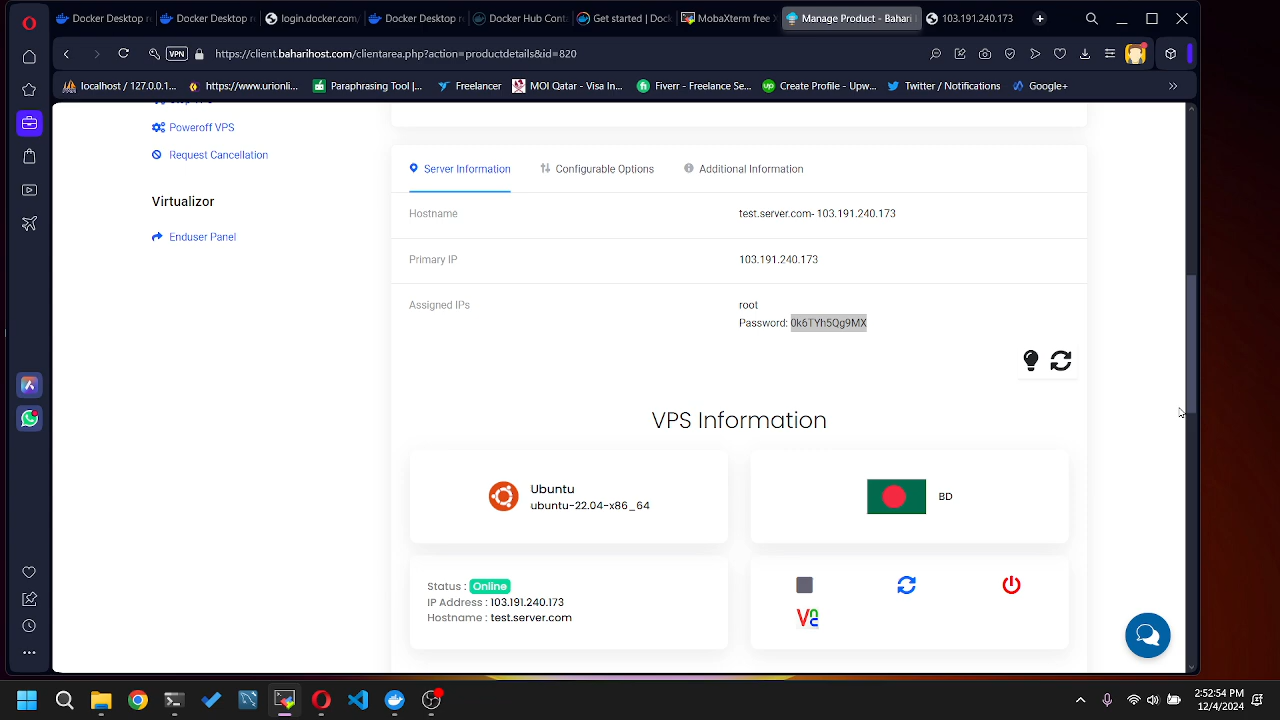 Docker Desktop r
Docker Desktop re
login.docker.com/
Docker Desktop re
Docker Hub Conta
Get started | Dock
MobaXterm free
Manage Product - Bahari
103.191.240.173
VPN
https://client.baharihost.com/clientarea.php?action=productdetails&id=820
localhost / 127.0.0.1...
https://www.urionli...
Paraphrasing Tool |...
Freelancer
MOI Qatar - Visa In...
Fiverr - Freelance Se...
Create Profile - Upw...
Twitter / Notifications
Google+
Poweroff VPS
Request Cancellation
Virtualizor
Enduser Panel
Server Information
Configurable Options
Additional Information
Hostname
test.server.com- 103.191.240.173
Primary IP
103.191.240.173
Assigned IPs
root
Password: 0k6TYh5Qg9MX
VPS Information
Ubuntu
ubuntu-22.04-x86_64
BD
Status : Online
IP Address : 103.191.240.173
Hostname : test.server.com
Vnc
2:52:54 PM
12/4/2024